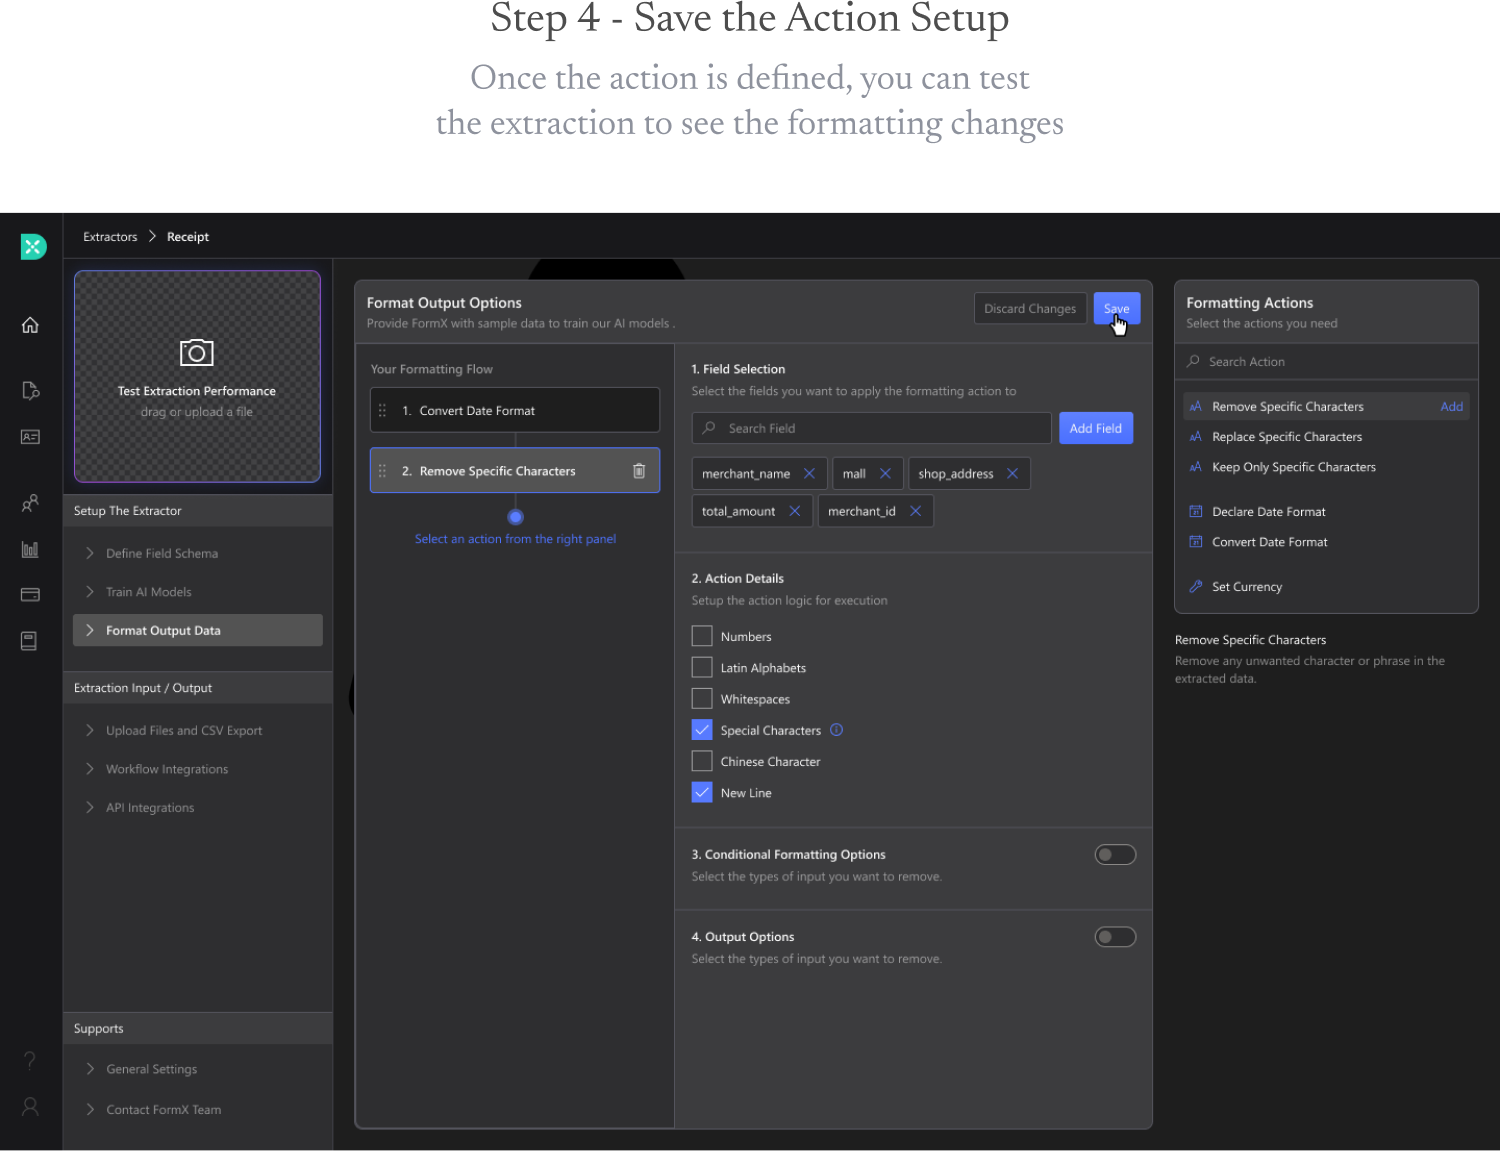 Step 4 - Save the Action Setup
Once the action is defined, you can test
the extraction to see the formatting changes
Extractors
Receipt
Test Extraction Performance
drag or upload a file
Setup The Extractor
Define Field Schema
Train AI Models
Format Output Data
Extraction Input / Output
Upload Files and CSV Export
Workflow Integrations
API Integrations
Supports
General Settings
Contact FormX Team
Format Output Options
Provide FormX with sample data to train our AI models .
Discard Changes
Save
Your Formatting Flow
1. Convert Date Format
2. Remove Specific Characters
Select an action from the right panel
1. Field Selection
Select the fields you want to apply the formatting action to
Search Field
Add Field
merchant_name
mall
shop_address
total_amount
merchant_id
2. Action Details
Setup the action logic for execution
Numbers
Latin Alphabets
Whitespaces
Special Characters
Chinese Character
New Line
3. Conditional Formatting Options
Select the types of input you want to remove.
4. Output Options
Select the types of input you want to remove.
Formatting Actions
Select the actions you need
Search Action
Remove Specific Characters
Add
Replace Specific Characters
Keep Only Specific Characters
Declare Date Format
Convert Date Format
Set Currency
Remove Specific Characters
Remove any unwanted character or phrase in the
extracted data.